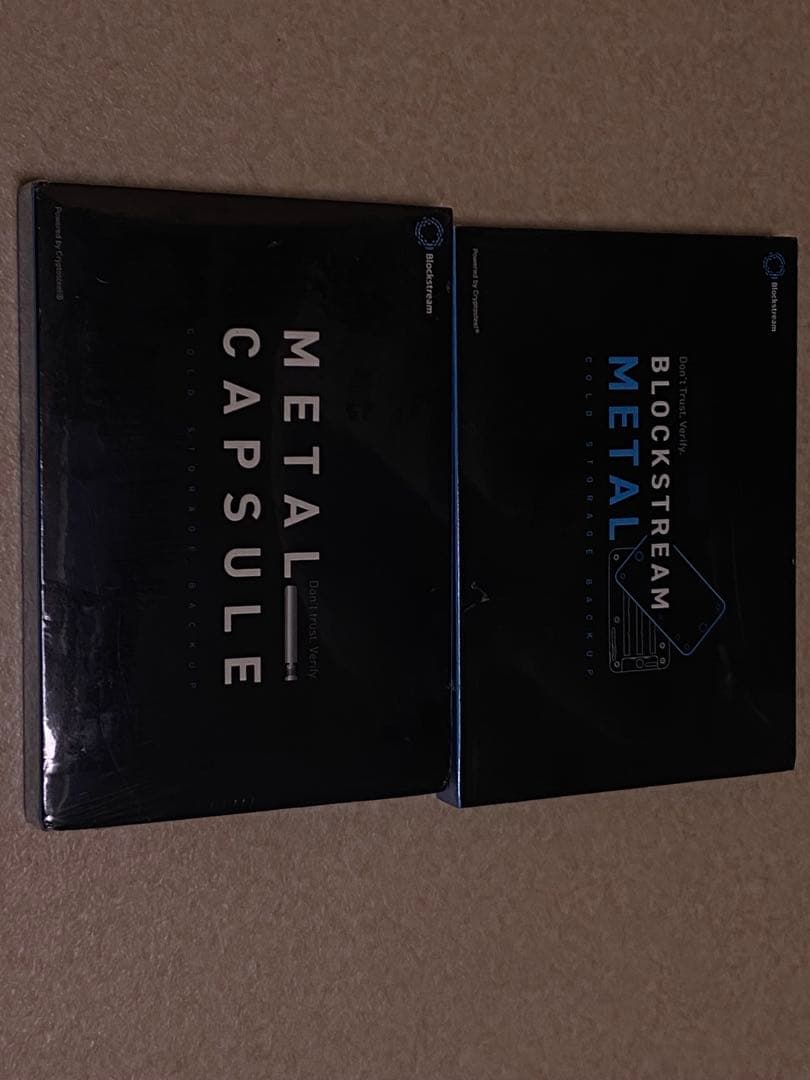 Blockstream
METAL
Don't Trust. Verify.
CAPSULE
COLD STORAGE BACKUP
Powered by Cryptosteel®
Blockstream
Don't Trust. Verify.
BLOCKSTREAM
METAL
COLD STORAGE BACKUP
Powered by Cryptosteel®